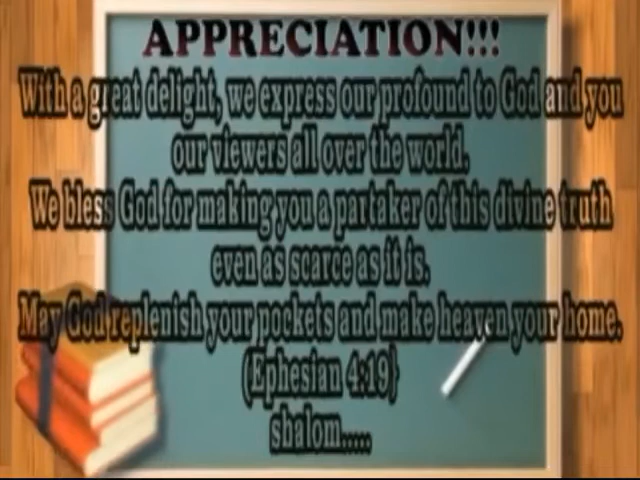 APPRECIATION!!!
With a great delight, we express our profound to God and you
our viewers all over the world.
We bless God for making you a partaker of this divine truth
even as scarce as it is.
May God replenish your pockets and make heaven your home.
(Ephesian 4:19}
shalom.....